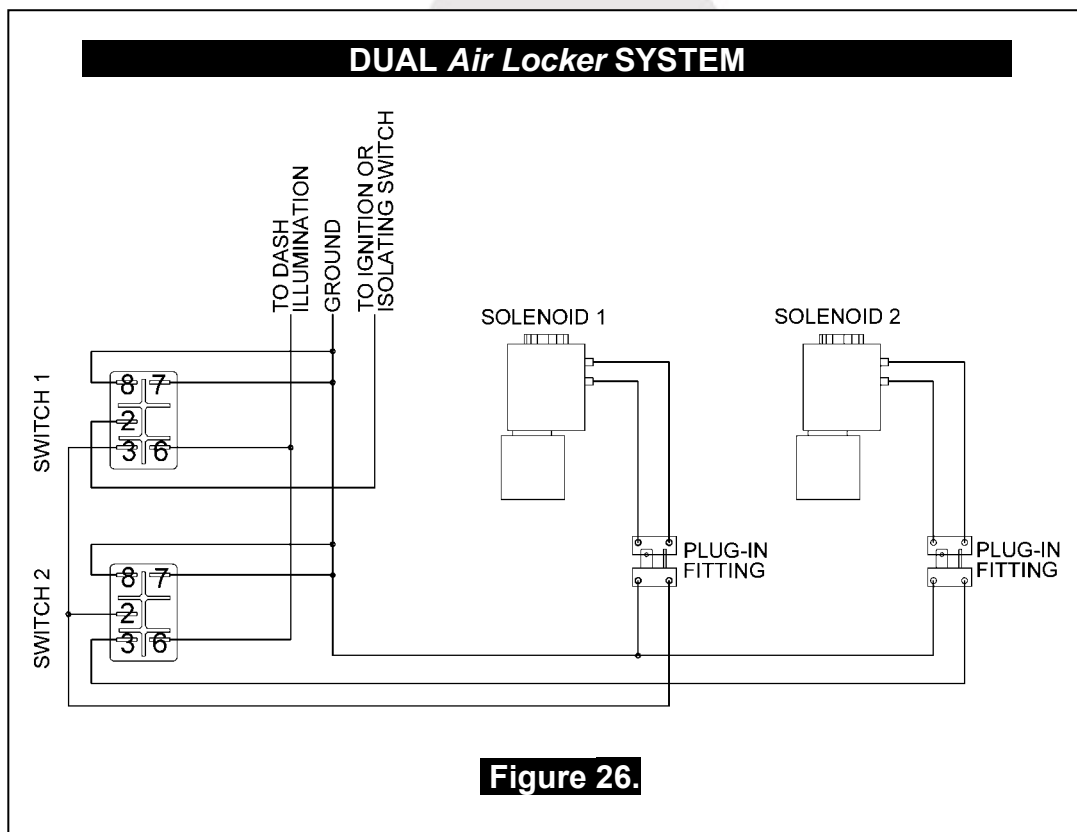 DUAL Air Locker SYSTEM
TO DASH
ILLUMINATION
GROUND
TO IGNITION OR
ISOLATING SWITCH
SOLENOID 1
SOLENOID 2
SWITCH 1
8 7
2
3 6
PLUG-IN
FITTING
PLUG-IN
FITTING
SWITCH 2
8 7
2
3 6
Figure 26.